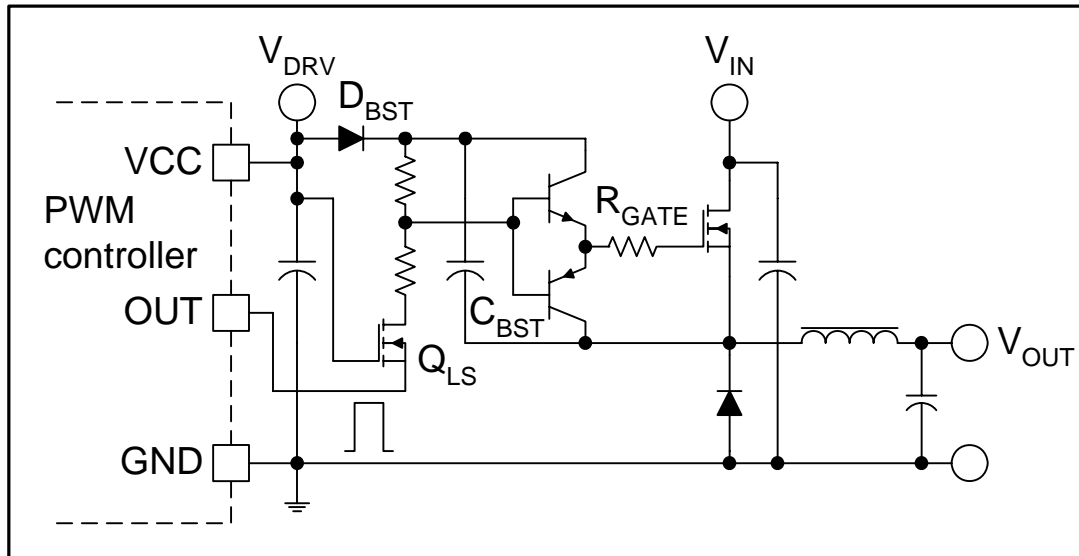 V_DRV
D_BST
V_IN
VCC
PWM
controller
R_GATE
OUT
C_BST
Q_LS
V_OUT
GND